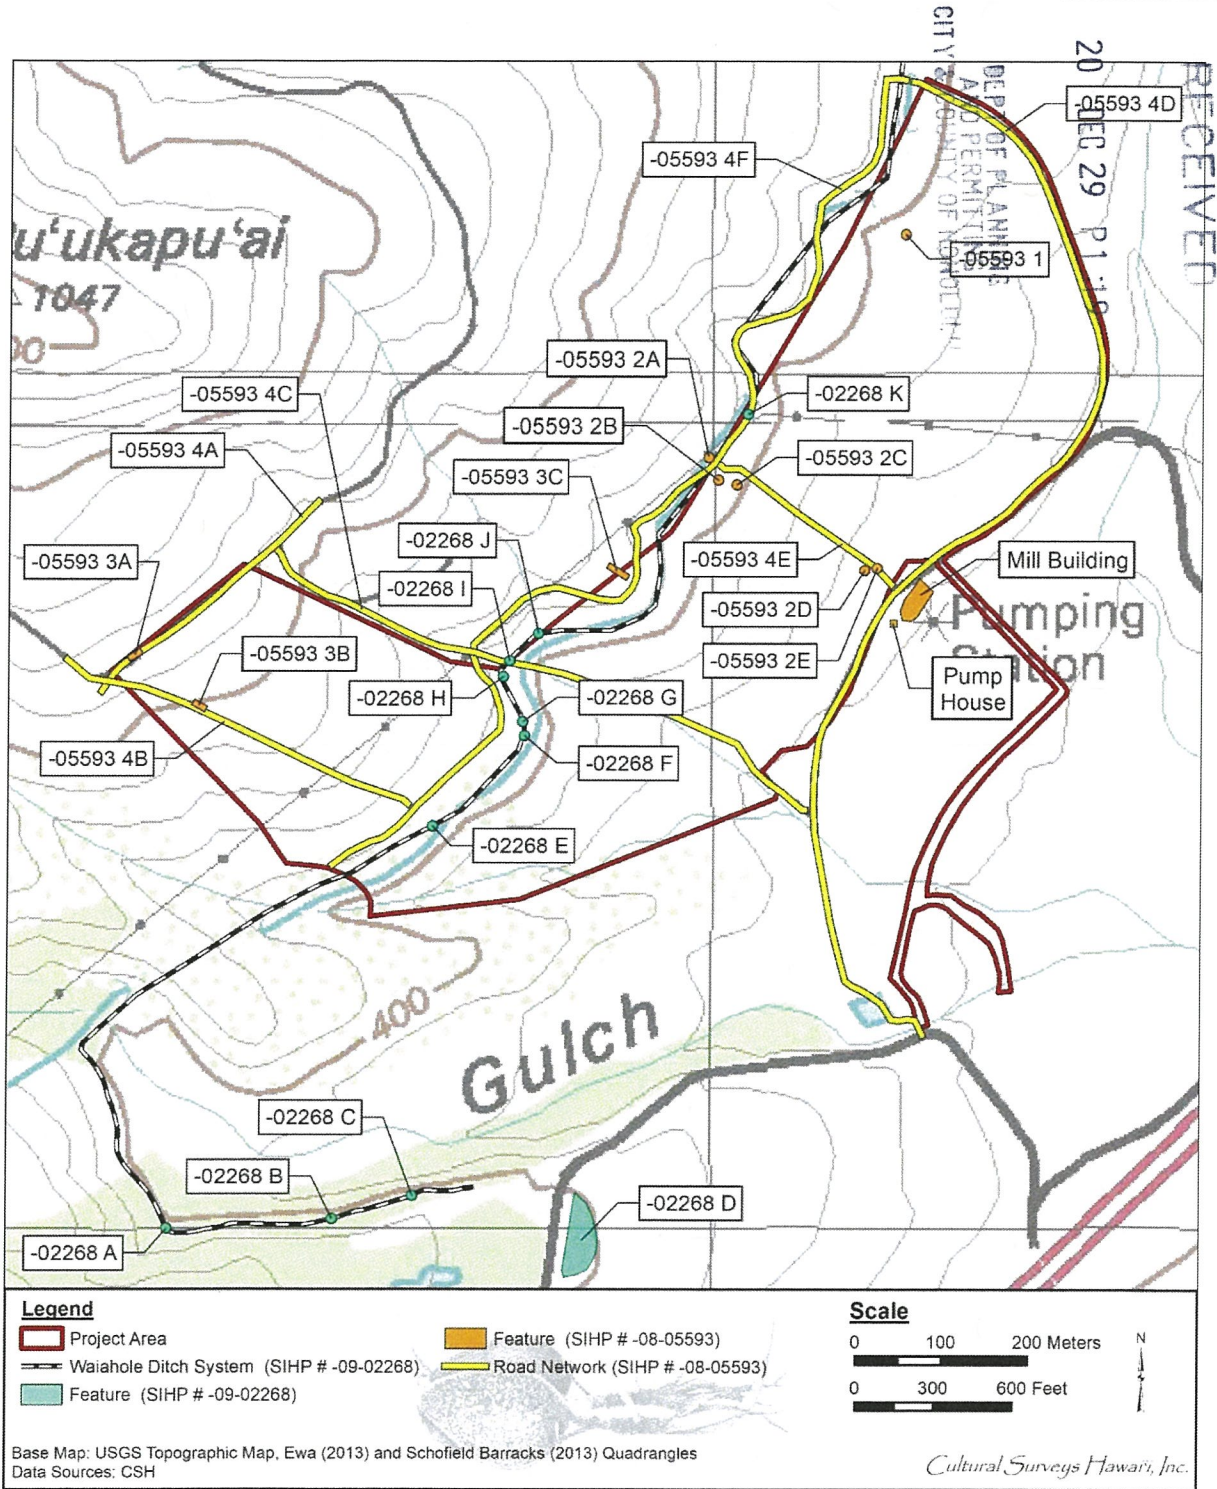 RECEIVED
20 DEC 29 P1:18
DEPT OF PLANNING
AND PERMITTING
CITY & COUNTY OF HONOLULU
-05593 4D
-05593 4F
-05593 1
u'ukapu'ai
1047
00
-05593 2A
-05593 4C
-02268 K
-05593 2B
-05593 4A
-05593 2C
-05593 3C
-02268 J
-05593 3A
-05593 4E
Mill Building
-02268 I
-05593 2D
Pumping
Station
-05593 3B
-05593 2E
-02268 H
-02268 G
Pump
House
-05593 4B
-02268 F
-02268 E
400
Gulch
-02268 C
-02268 B
-02268 D
-02268 A
Legend
Project Area
Waiahole Ditch System (SIHP # -09-02268)
Feature (SIHP # -09-02268)
Feature (SIHP # -08-05593)
Road Network (SIHP # -08-05593)
Scale
0 100 200 Meters
0 300 600 Feet
N
Base Map: USGS Topographic Map, Ewa (2013) and Schofield Barracks (2013) Quadrangles
Data Sources: CSH
Cultural Surveys Hawai'i, Inc.